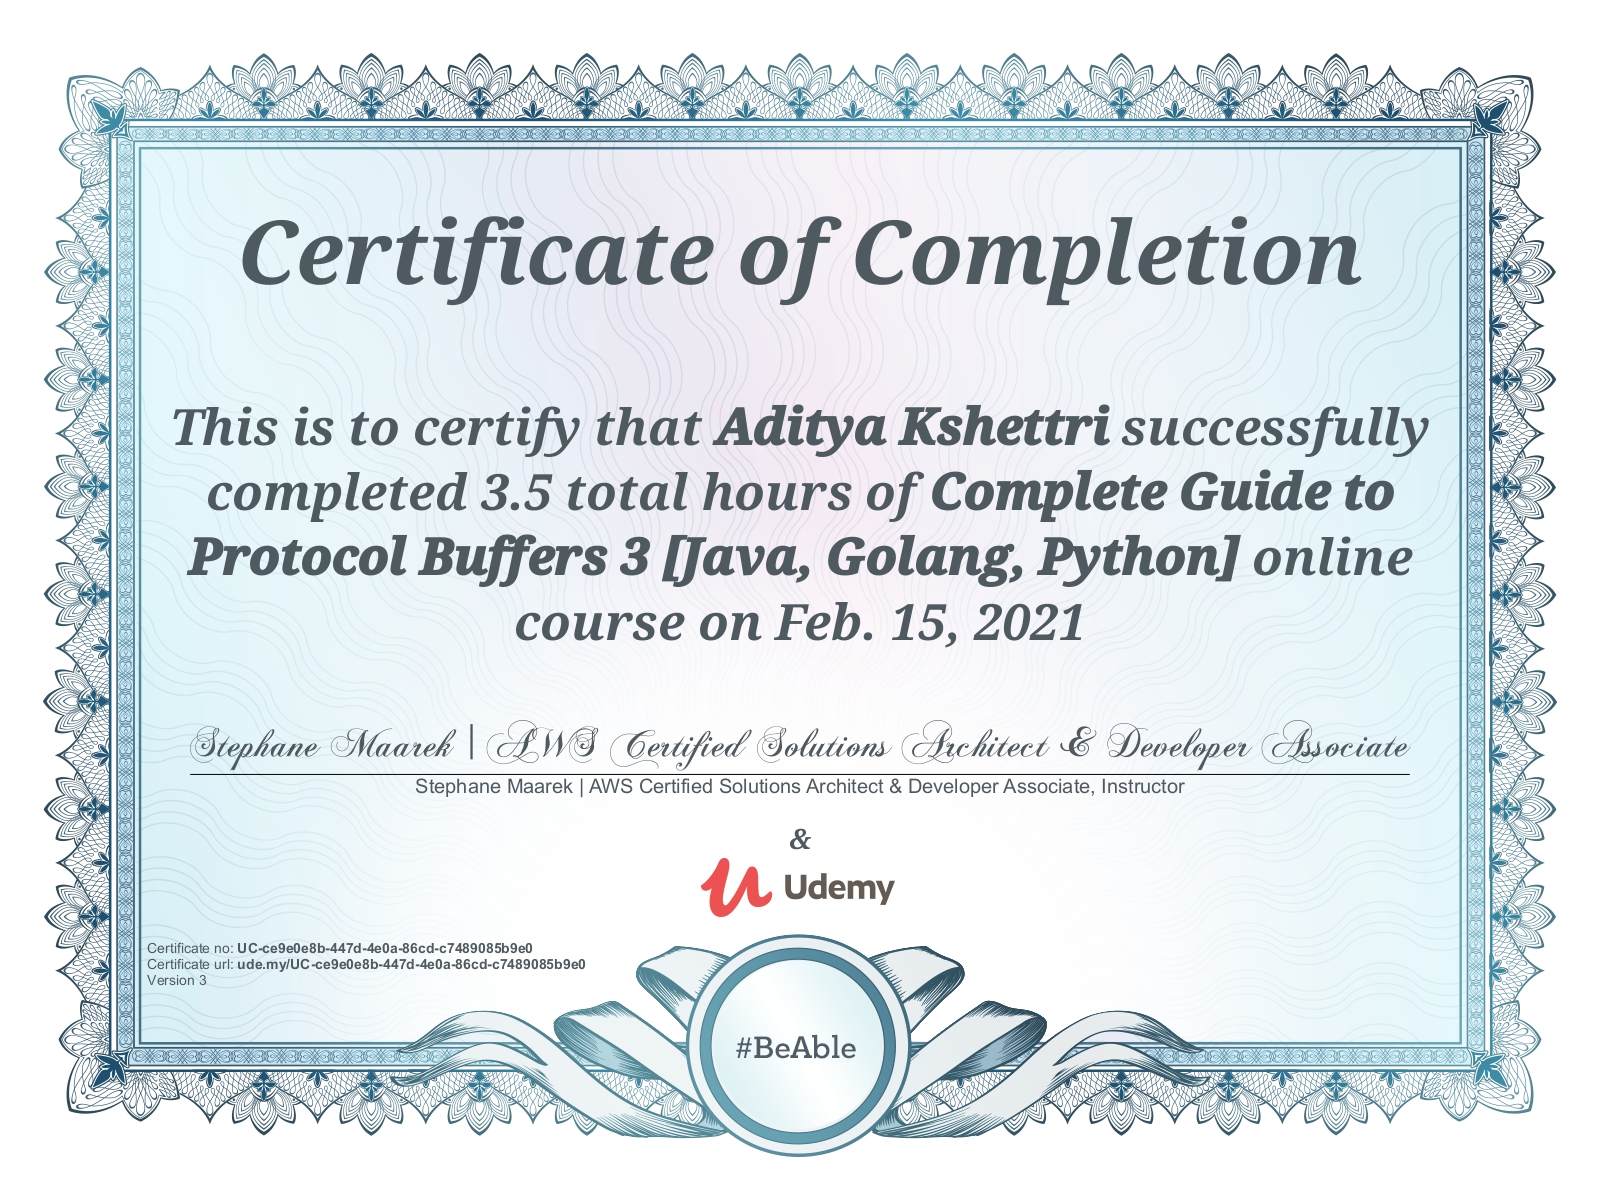 Certificate of Completion
This is to certify that Aditya Kshettri successfully
completed 3.5 total hours of Complete Guide to
Protocol Buffers 3 [Java, Golang, Python] online
course on Feb. 15, 2021
Stephane Maarek | AWS Certified Solutions Architect & Developer Associate
Stephane Maarek | AWS Certified Solutions Architect & Developer Associate, Instructor
&
Udemy
Certificate no: UC-ce9e0e8b-447d-4e0a-86cd-c7489085b9e0
Certificate url: ude.my/UC-ce9e0e8b-447d-4e0a-86cd-c7489085b9e0
Version 3
#BeAble